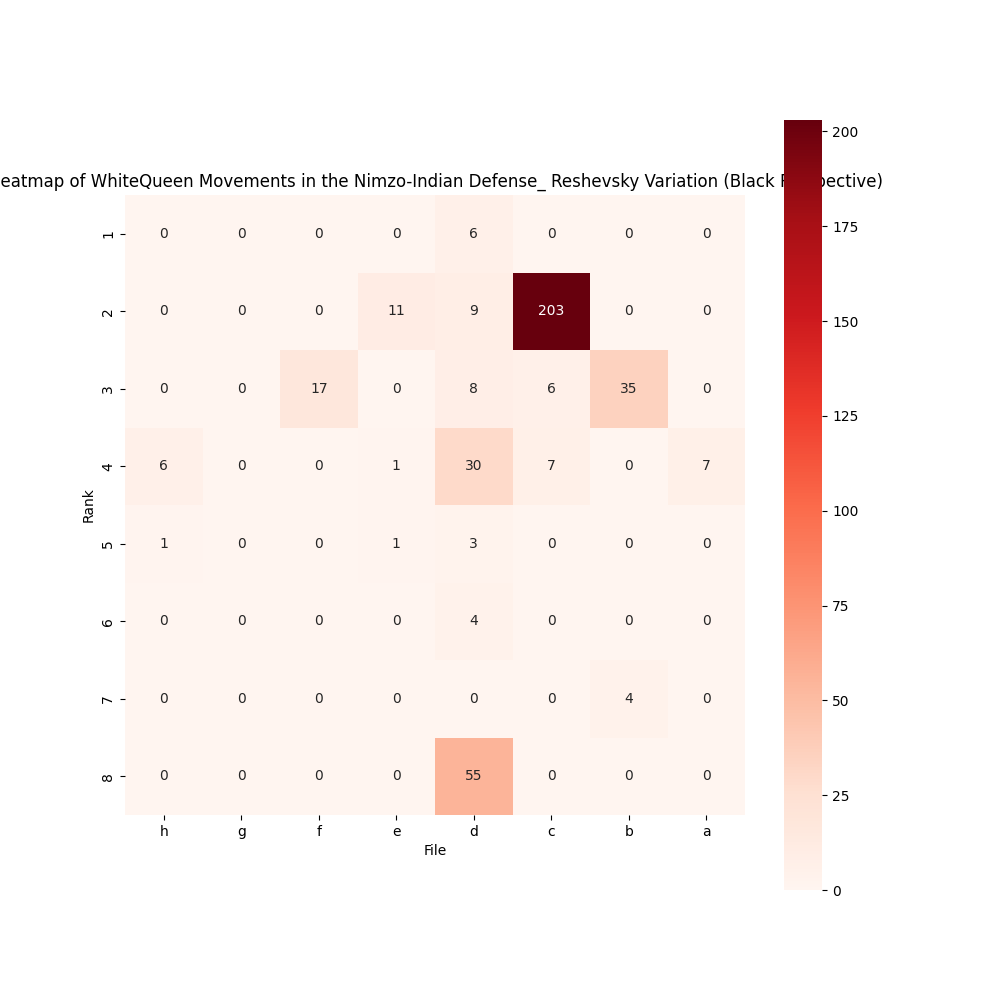 eatmap of WhiteQueen Movements in the Nimzo-Indian Defense_ Reshevsky Variation (Black Perspective)
Rank
1 0 0 0 0 6 0 0 0
2 0 0 0 11 9 203 0 0
3 0 0 17 0 8 6 35 0
4 6 0 0 1 30 7 0 7
5 1 0 0 1 3 0 0 0
6 0 0 0 0 4 0 0 0
7 0 0 0 0 0 0 4 0
8 0 0 0 0 55 0 0 0
h g f e d c b a
File
200
175
150
125
100
75
50
25
0